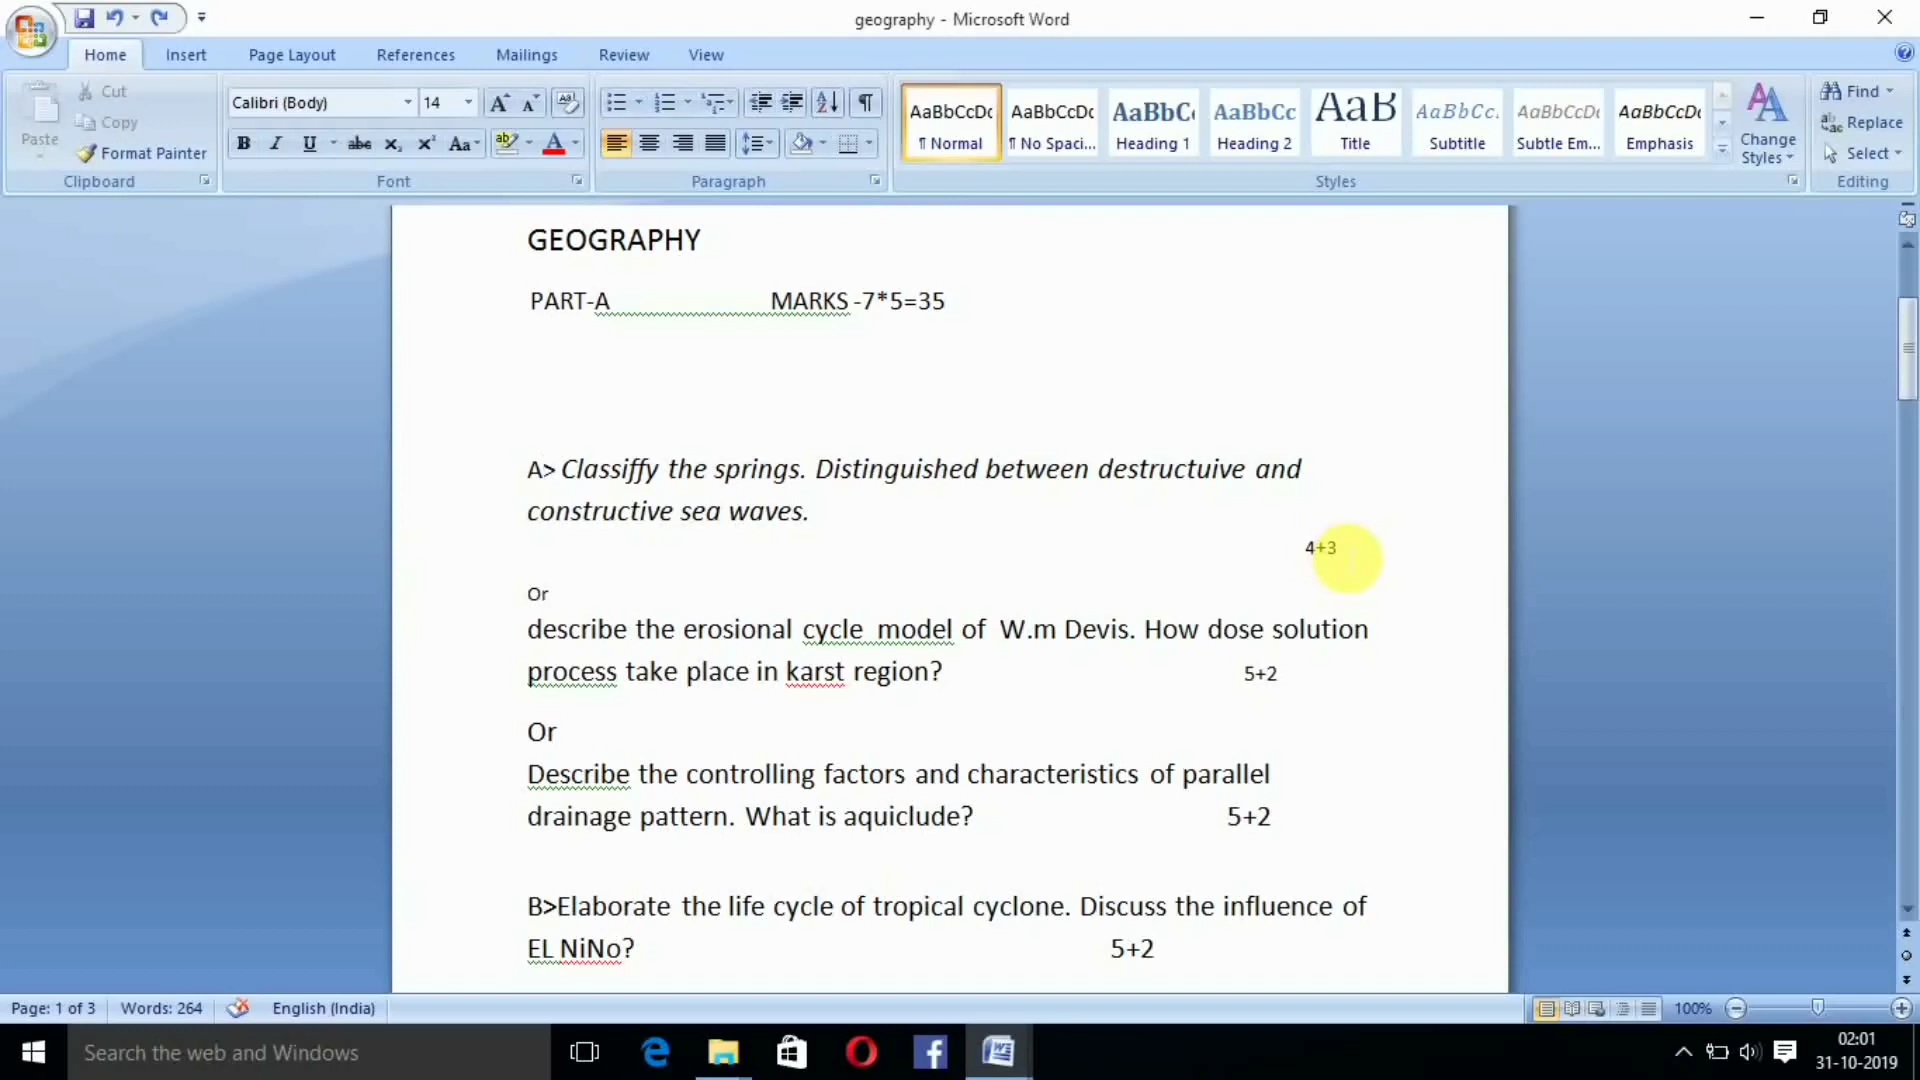 geography - Microsoft Word
Home Insert Page Layout References Mailings Review View
Paste
Cut
Copy
Format Painter
Clipboard
Calibri (Body) 14
B I U abc x₂ x² Aa
Font
Paragraph
AaBbCcDc AaBbCcDc AaBbC AaBbCc AaB AaBbCc. AaBbCcDc AaBbCcDc
¶ Normal ¶ No Spaci... Heading 1 Heading 2 Title Subtitle Subtle Em... Emphasis
Change Styles
Styles
Find
Replace
Select
Editing
GEOGRAPHY
PART-A MARKS -7*5=35
A> Classiffy the springs. Distinguished between destructuive and
constructive sea waves.
4+3
Or
describe the erosional cycle model of W.m Devis. How dose solution
process take place in karst region? 5+2
Or
Describe the controlling factors and characteristics of parallel
drainage pattern. What is aquiclude? 5+2
B>Elaborate the life cycle of tropical cyclone. Discuss the influence of
EL NiNo? 5+2
Page: 1 of 3 Words: 264 English (India) 100%
Search the web and Windows
02:01
31-10-2019